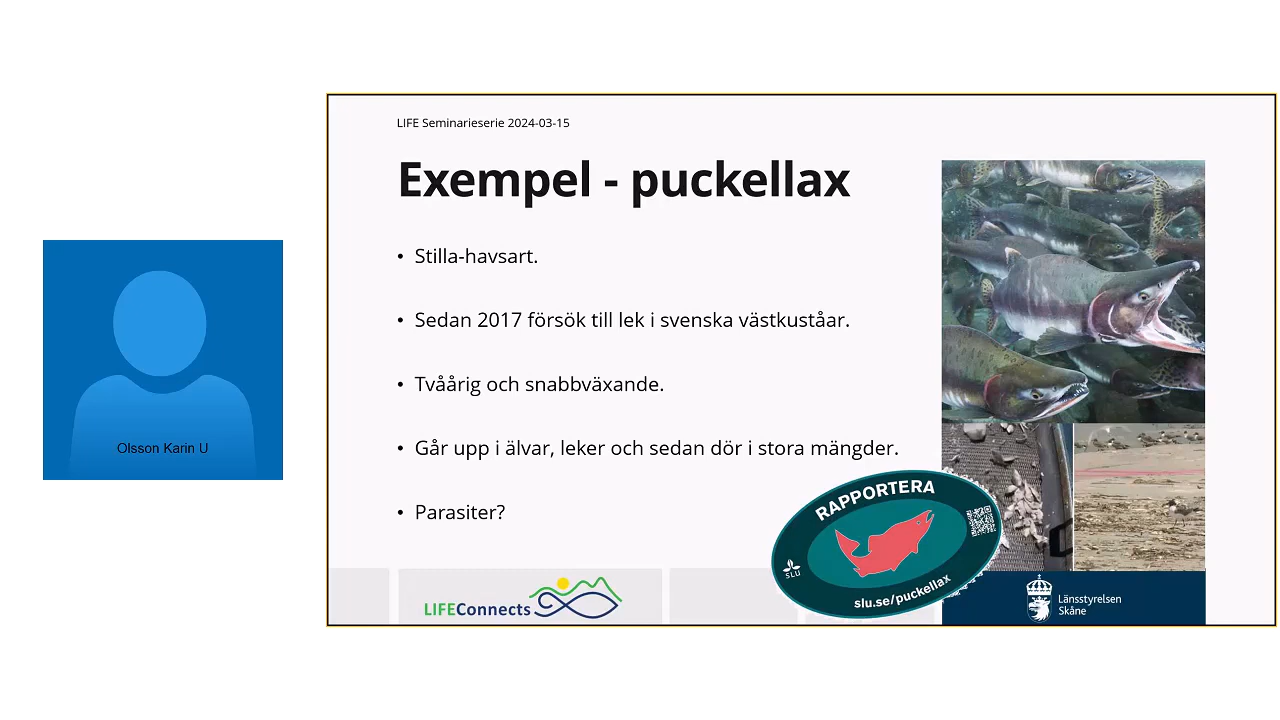 LIFE Seminarieserie 2024-03-15
Exempel - puckellax
• Stilla-havsart.
• Sedan 2017 försök till lek i svenska västkuståar.
• Tvåårig och snabbväxande.
• Går upp i älvar, leker och sedan dör i stora mängder.
• Parasiter?
Olsson Karin U
RAPPORTERA
SLU
slu.se/puckellax
LIFEConnects
Länsstyrelsen
Skåne